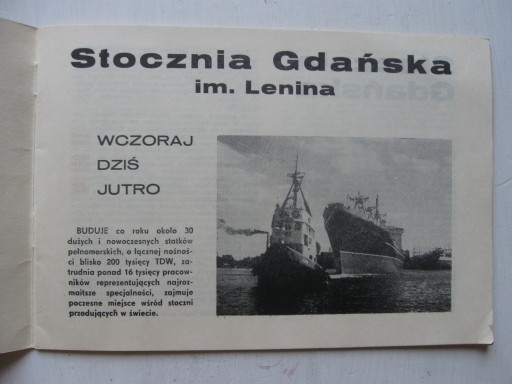 Stocznia Gdańska
im. Lenina
WCZORAJ
DZIŚ
JUTRO
BUDUJE co roku około 30
dużych i nowoczesnych statków
pełnomorskich, o łącznej nośnoś
ci blisko 200 tysięcy TDW, za-
trudnia ponad 16 tysięcy pracow-
ników reprezentujących najroz-
maitsze specjalności, zajmuje
poczesne miejsce wśród stoczni
przodujących w świecie.